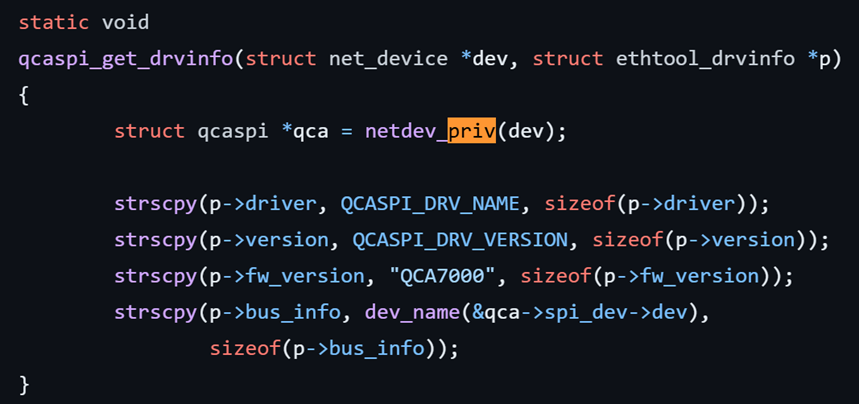 static void
qcaspi_get_drvinfo(struct net_device *dev, struct ethtool_drvinfo *p)
{
        struct qcaspi *qca = netdev_priv(dev);

        strscpy(p->driver, QCASPI_DRV_NAME, sizeof(p->driver));
        strscpy(p->version, QCASPI_DRV_VERSION, sizeof(p->version));
        strscpy(p->fw_version, "QCA7000", sizeof(p->fw_version));
        strscpy(p->bus_info, dev_name(&qca->spi_dev->dev),
                sizeof(p->bus_info));
}